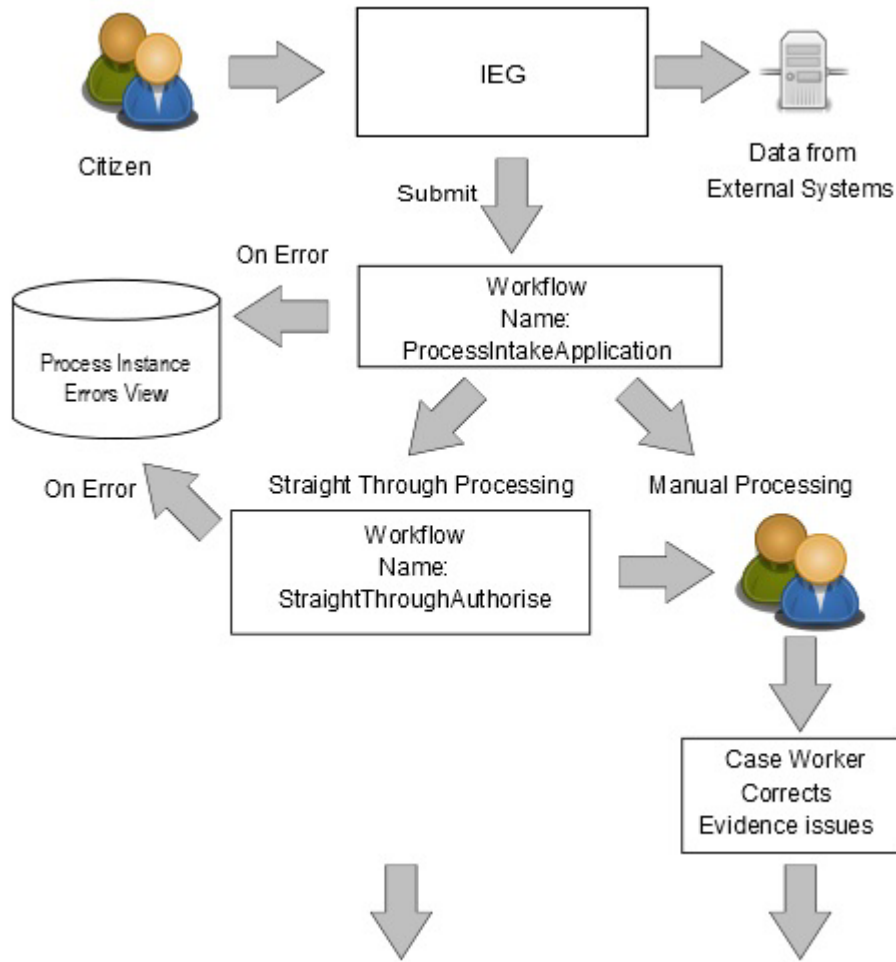 IEG
Citizen
Data from
External Systems
Submit
On Error
Workflow
Name:
ProcessIntakeApplication
Process Instance
Errors View
On Error
Straight Through Processing
Manual Processing
Workflow
Name:
StraightThroughAuthorise
Case Worker
Corrects
Evidence issues